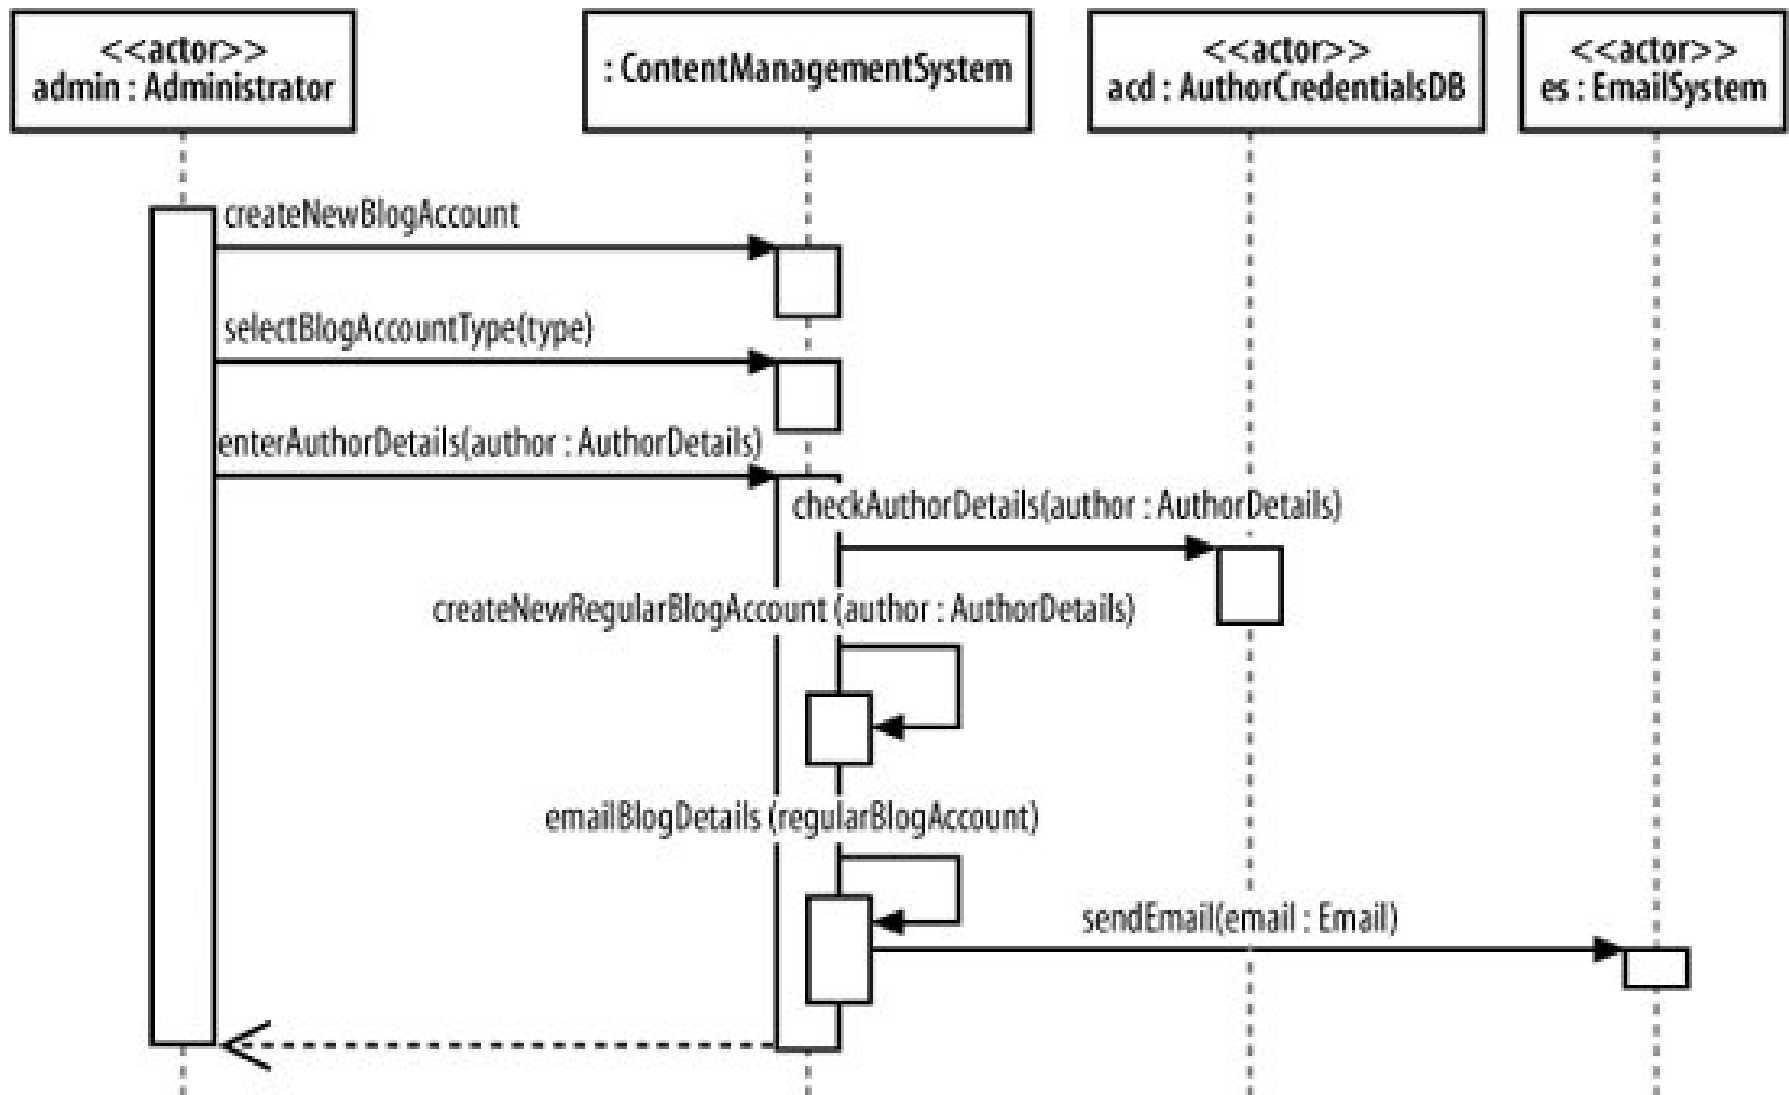 <<actor>>
admin : Administrator
: ContentManagementSystem
<<actor>>
acd : AuthorCredentialsDB
<<actor>>
es : EmailSystem
createNewBlogAccount
selectBlogAccountType(type)
enterAuthorDetails(author : AuthorDetails)
checkAuthorDetails(author : AuthorDetails)
createNewRegularBlogAccount (author : AuthorDetails)
emailBlogDetails (regularBlogAccount)
sendEmail(email : Email)